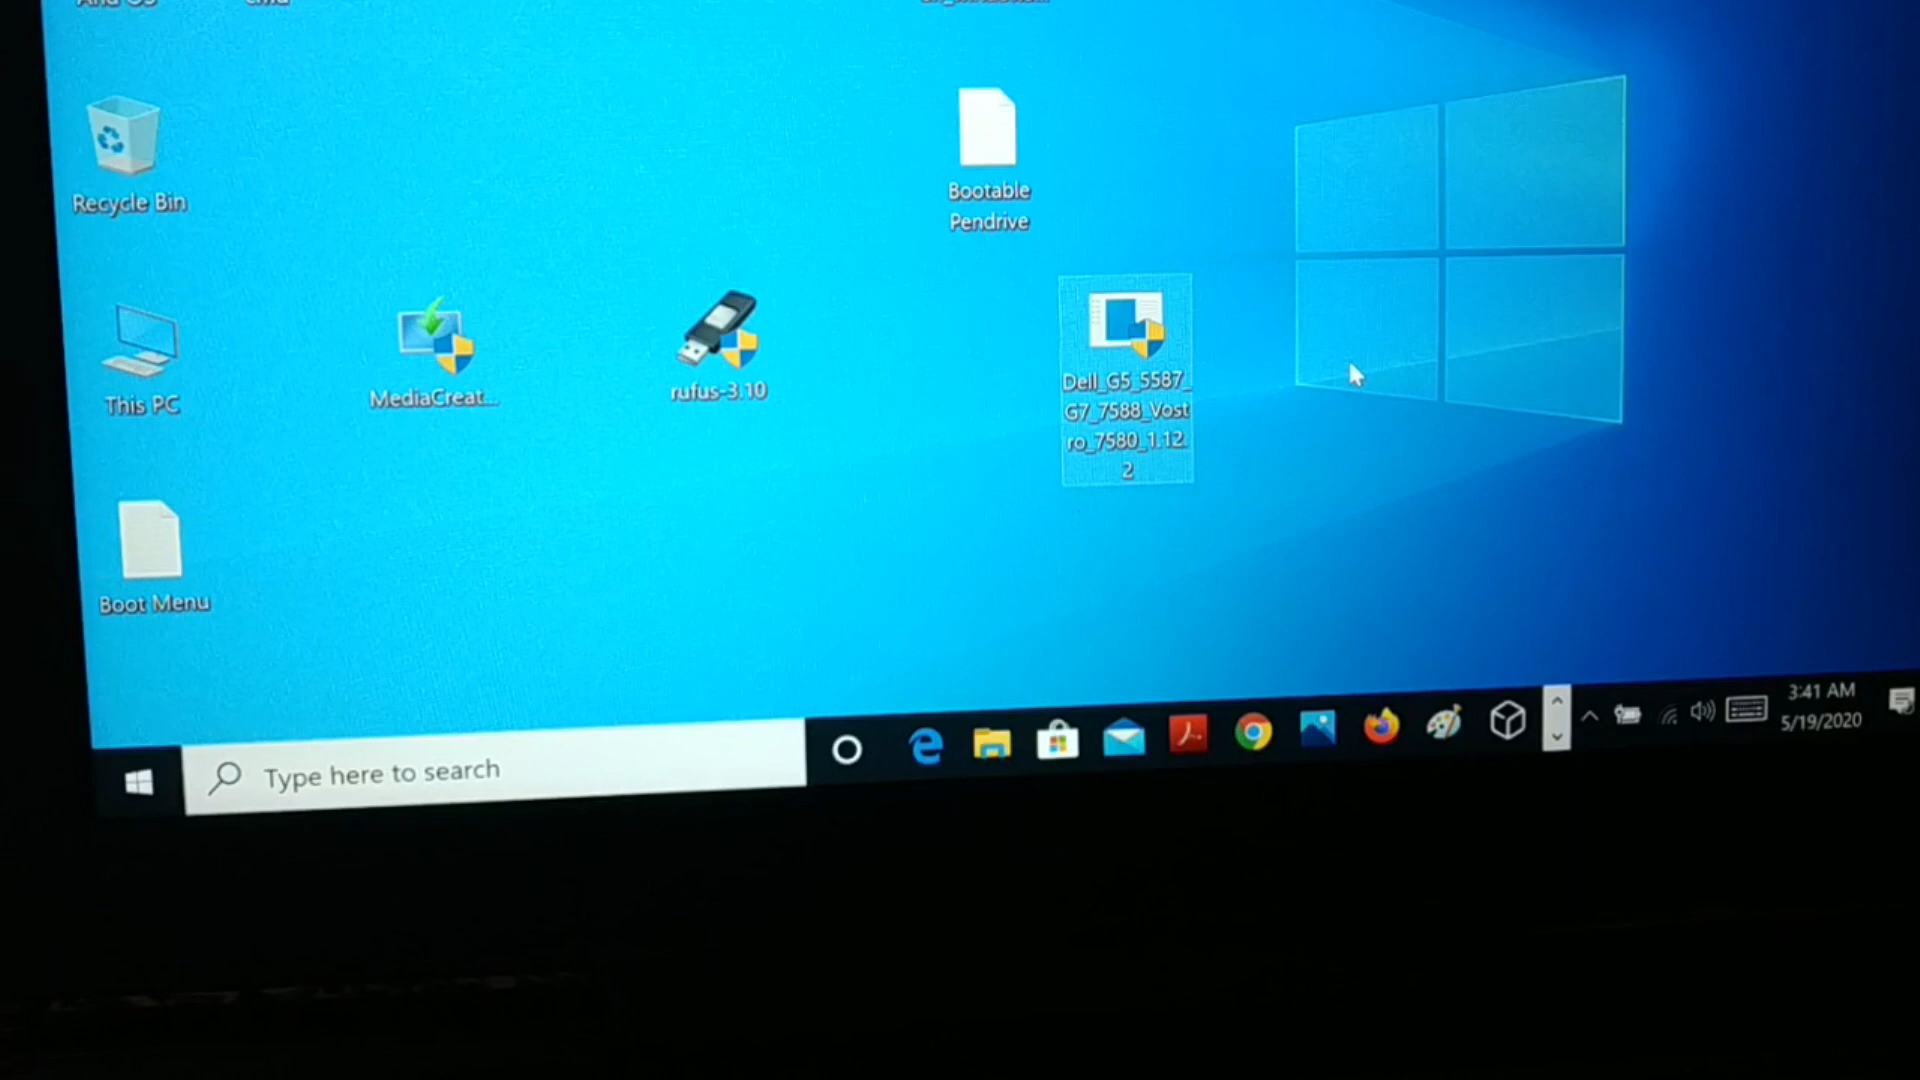 Recycle Bin
Bootable
Pendrive
This PC
MediaCreat...
rufus-3.10
Dell_G5_5587_
G7_7588_Vost
ro_7580_1.12.
2
Boot Menu
Type here to search
3:41 AM
5/19/2020